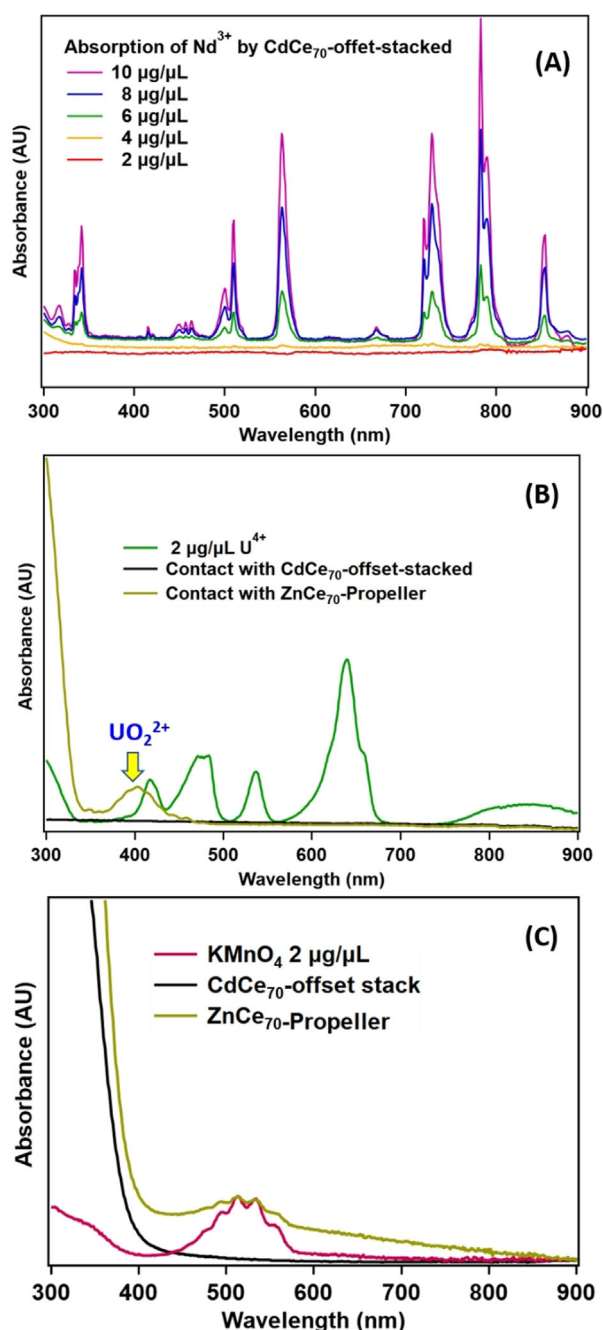 Absorption of Nd³⁺ by CdCe₇₀-offet-stacked
(A)
10 µg/µL
8 µg/µL
6 µg/µL
4 µg/µL
2 µg/µL
Absorbance (AU)
300 400 500 600 700 800 900
Wavelength (nm)
(B)
2 µg/µL U⁴⁺
Contact with CdCe₇₀-offset-stacked
Contact with ZnCe₇₀-Propeller
UO₂²⁺
Absorbance (AU)
300 400 500 600 700 800 900
Wavelength (nm)
(C)
KMnO₄ 2 µg/µL
CdCe₇₀-offset stack
ZnCe₇₀-Propeller
Absorbance (AU)
300 400 500 600 700 800 900
Wavelength (nm)